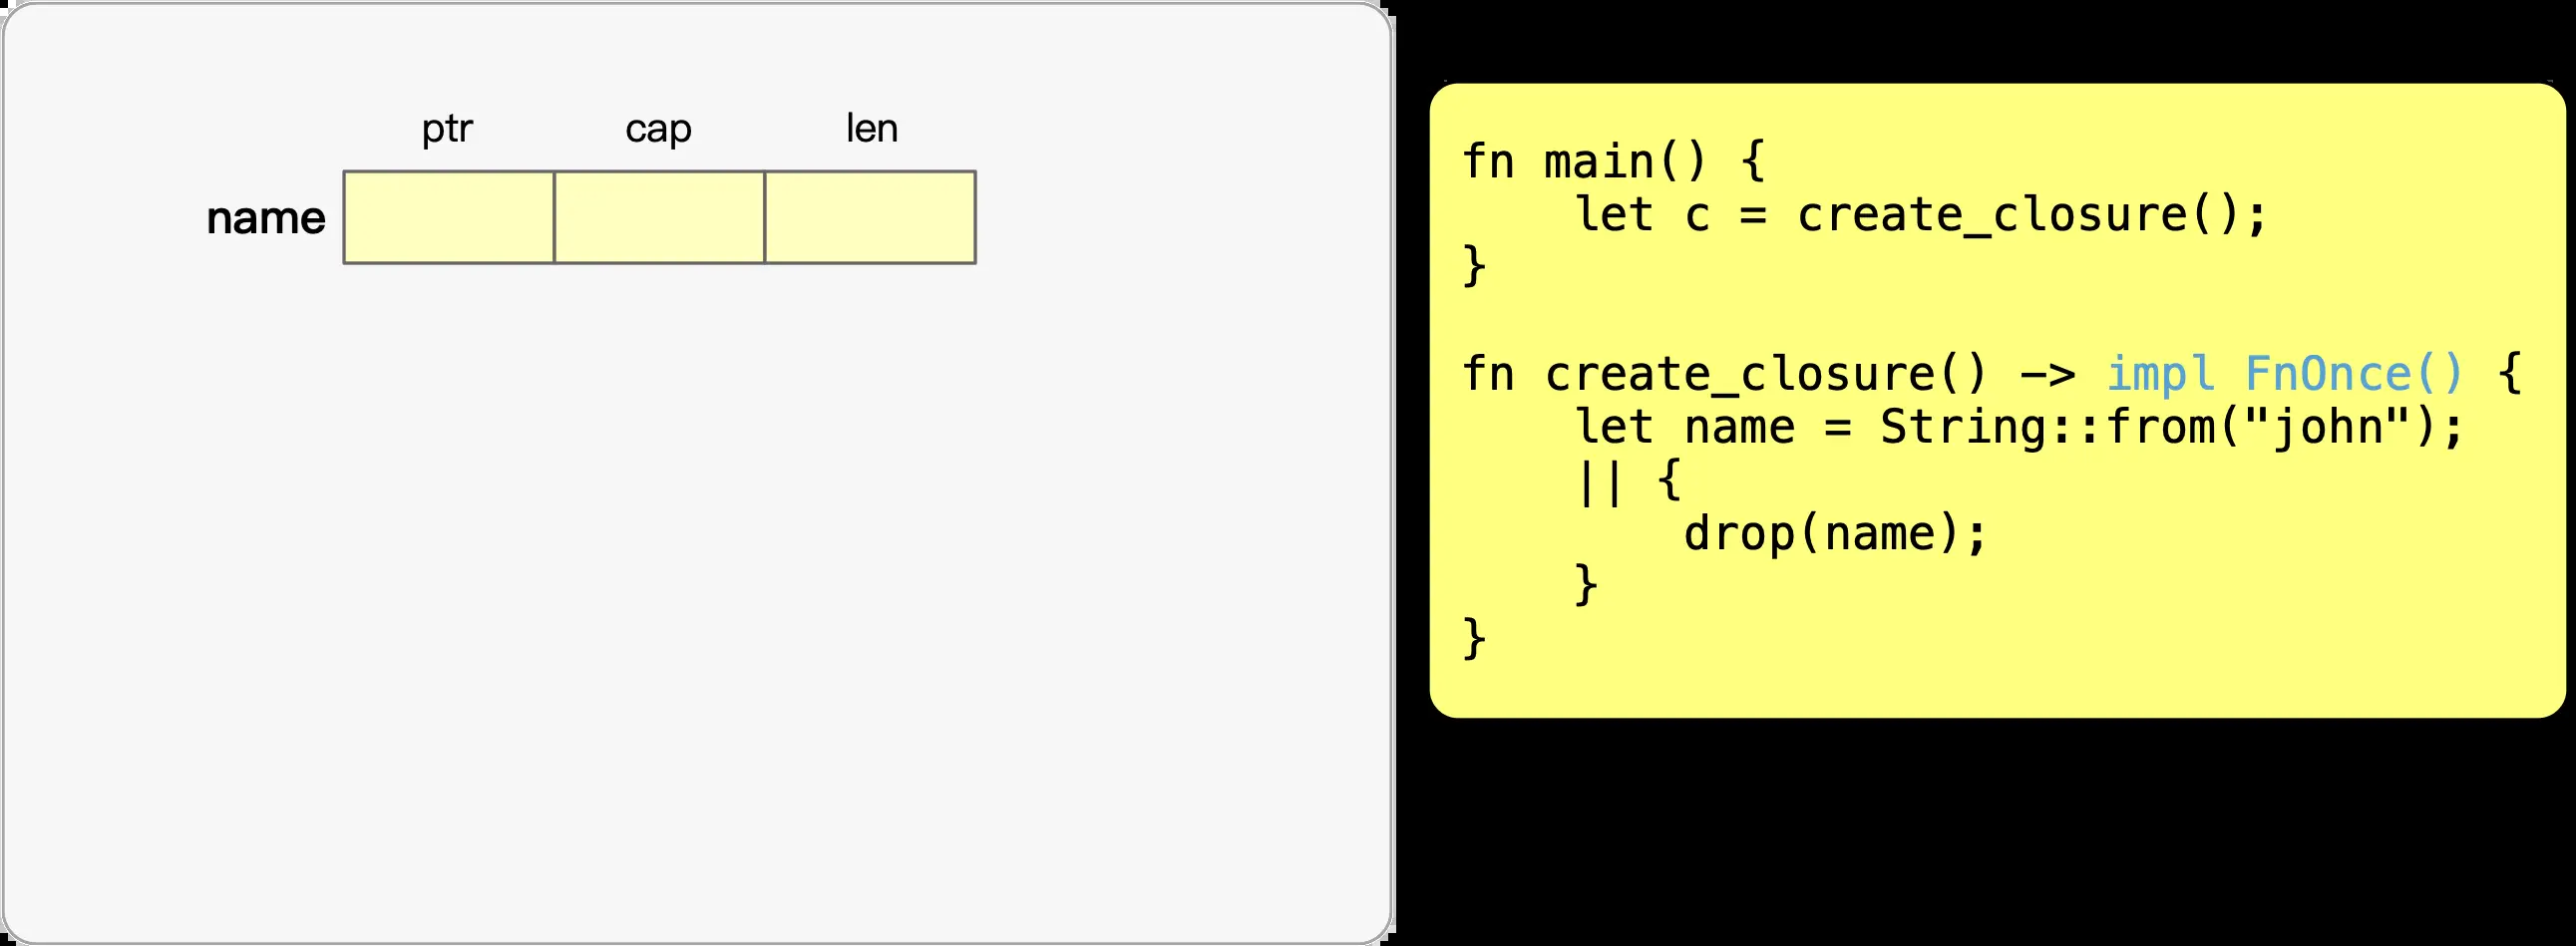 ptr cap len
name
fn main() {
    let c = create_closure();
}

fn create_closure() -> impl FnOnce() {
    let name = String::from("john");
    || {
        drop(name);
    }
}